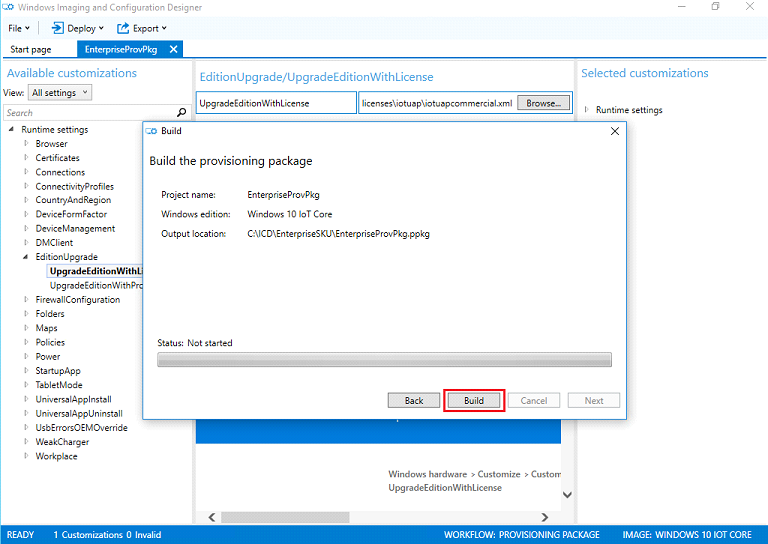 Windows Imaging and Configuration Designer
File Deploy Export
Start page EnterpriseProvPkg
Available customizations
View: All settings
Search
Runtime settings
Browser
Certificates
Connections
ConnectivityProfiles
CountryAndRegion
DeviceFormFactor
DeviceManagement
DMClient
EditionUpgrade
UpgradeEditionWithLi
UpgradeEditionWithPro
FirewallConfiguration
Folders
Maps
Policies
Power
StartupApp
TabletMode
UniversalAppInstall
UniversalAppUninstall
UsbErrorsOEMOverride
WeakCharger
Workplace
EditionUpgrade/UpgradeEditionWithLicense
UpgradeEditionWithLicense licenses\iotuap\iotuapcommercial.xml Browse...
Selected customizations
Runtime settings
Build
Build the provisioning package
Project name: EnterpriseProvPkg
Windows edition: Windows 10 IoT Core
Output location: C:\ICD\EnterpriseSKU\EnterpriseProvPkg.ppkg
Status: Not started
Back Build Cancel Next
Windows hardware > Customize > Custom
UpgradeEditionWithLicense
READY 1 Customizations 0 Invalid WORKFLOW: PROVISIONING PACKAGE IMAGE: WINDOWS 10 IOT CORE